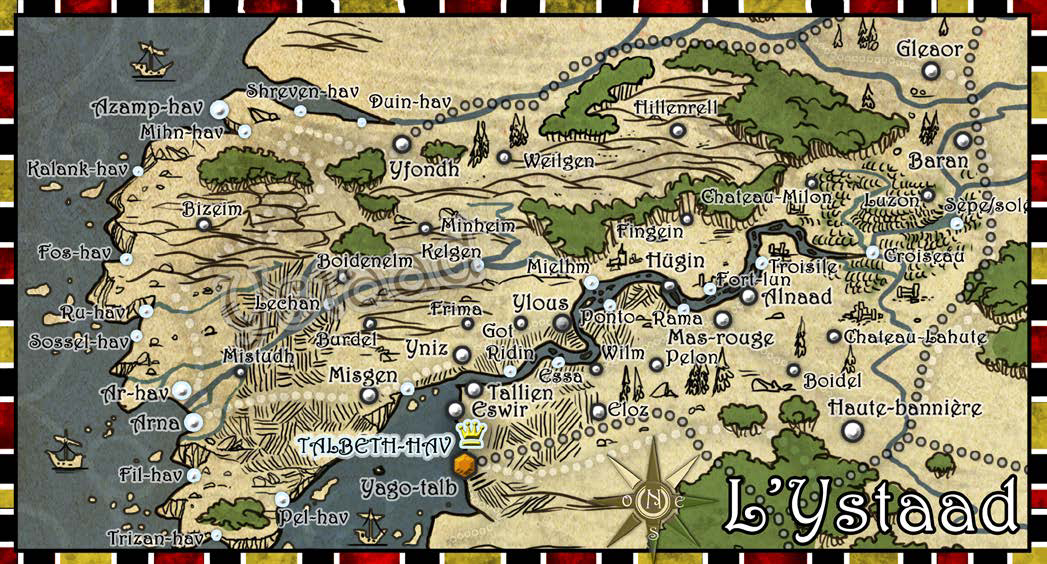 Gleaor
Shreven-hav
Azamp-hav
Duin-hav
Hillenrell
Mihn-hav
Yfondh
Weilgen
Baran
Kalank-hav
Chateau-Milon
Luzon
Bizeim
Minheim
Fingein
Fos-hav
Kelgen
Croiseau
Boldenelm
Mielhm
Hügin
Troisile
Fort-lun
Alnaad
Lechan
Frima
Ylous
Ponto
Rama
Ru-hav
Sossel-hav
Burdel
Got
Mas-rouge
Chateau-Lahute
Mistudh
Yniz
Ridin
Wilm
Pelon
Misgen
Essa
Boidel
Ar-hav
Tallien
Arna
Eswir
Eloz
Haute-bannière
TALBETH-HAV
Fil-hav
Yago-talb
O
N
E
S
Pel-hav
L'Ystaad
Trizan-hav